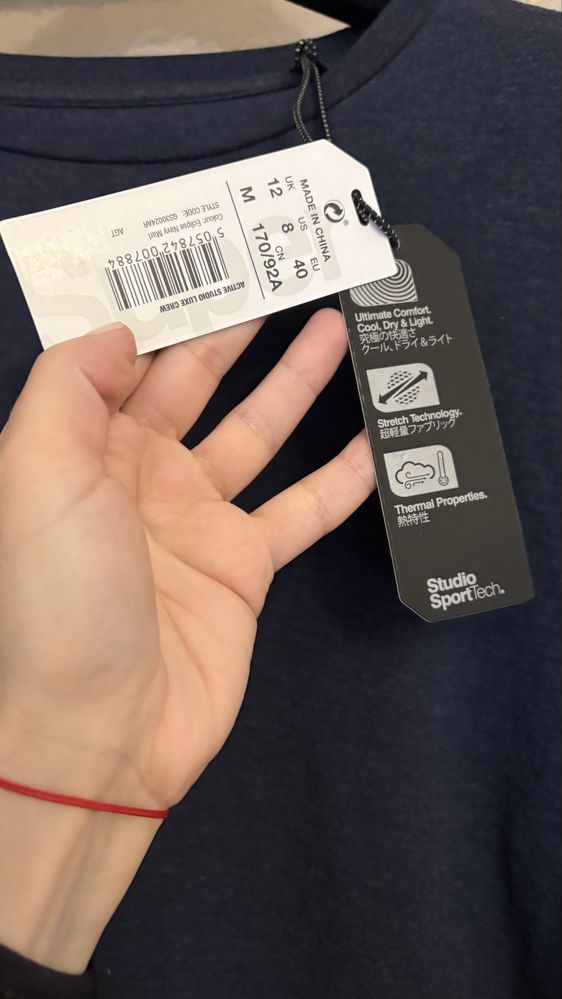 MADE IN CHINA
UK
US
EU
12
8
40
CN
M
170/92A
ACTIVE STUDIO LUXE CREW
5 057842 007884
Colour: Eclipse Navy Marl
STYLE CODE: GS30024AR
AGT
Ultimate Comfort.
Cool, Dry & Light.
究極の快適さ
クール、ドライ&ライト
Stretch Technology.
超軽量ファブリック
Thermal Properties.
熱特性
Studio
SportTech.